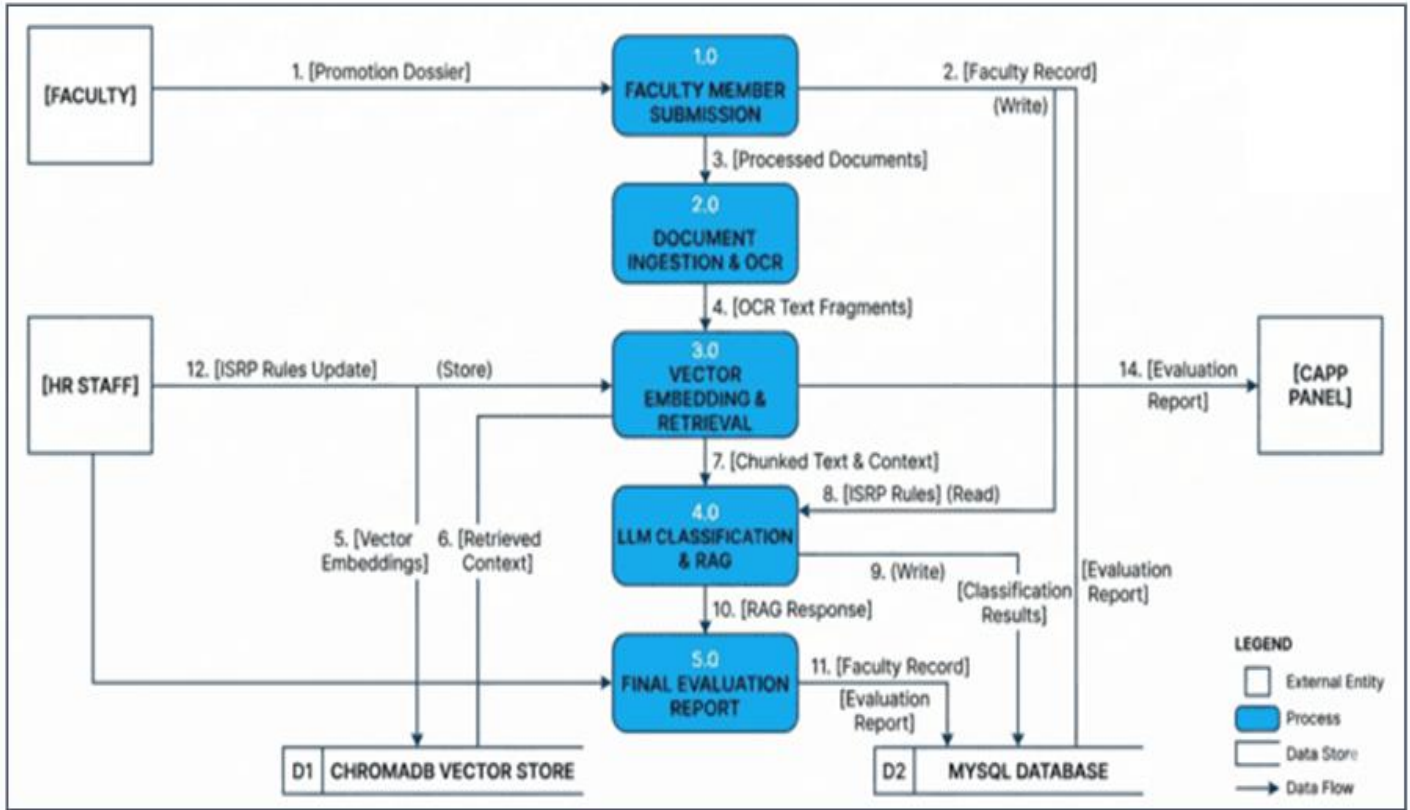 [FACULTY]
1. [Promotion Dossier]
1.0
FACULTY MEMBER
SUBMISSION
2. [Faculty Record]
(Write)
3. [Processed Documents]
2.0
DOCUMENT
INGESTION & OCR
4. [OCR Text Fragments]
[HR STAFF]
12. [ISRP Rules Update]
(Store)
3.0
VECTOR
EMBEDDING &
RETRIEVAL
14. [Evaluation
Report]
[CAPP
PANEL]
7. [Chunked Text & Context]
8. [ISRP Rules] (Read)
5. [Vector
Embeddings]
6. [Retrieved
Context]
4.0
LLM CLASSIFICATION
& RAG
9. (Write)
[Classification
Results]
[Evaluation
Report]
10. [RAG Response]
5.0
FINAL EVALUATION
REPORT
11. [Faculty Record]
[Evaluation
Report]
D1
CHROMADB VECTOR STORE
D2
MYSQL DATABASE
LEGEND
External Entity
Process
Data Store
Data Flow